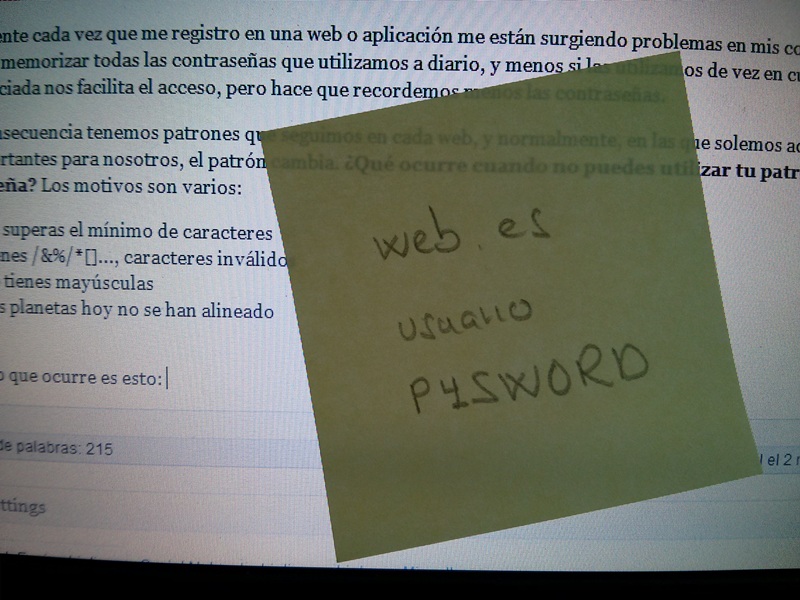 nte cada vez que me registro en una web o aplicación me están surgiendo problemas en mis co
memorizar todas las contraseñas que utilizamos a diario, y menos si las utilizamos de vez en cu
ciada nos facilita el acceso, pero hace que recordemos menos las contraseñas.
nsecuencia tenemos patrones que seguimos en cada web, y normalmente, en las que solemos ac
rtantes para nosotros, el patrón cambia. ¿Qué ocurre cuando no puedes utilizar tu patr
eña? Los motivos son varios:
superas el mínimo de caracteres
nes /&%/*[]..., caracteres inválido
tienes mayúsculas
s planetas hoy no se han alineado
o que ocurre es esto:
web.es
usuario
P4SWORD
de palabras: 215
l el 2 m
ttings